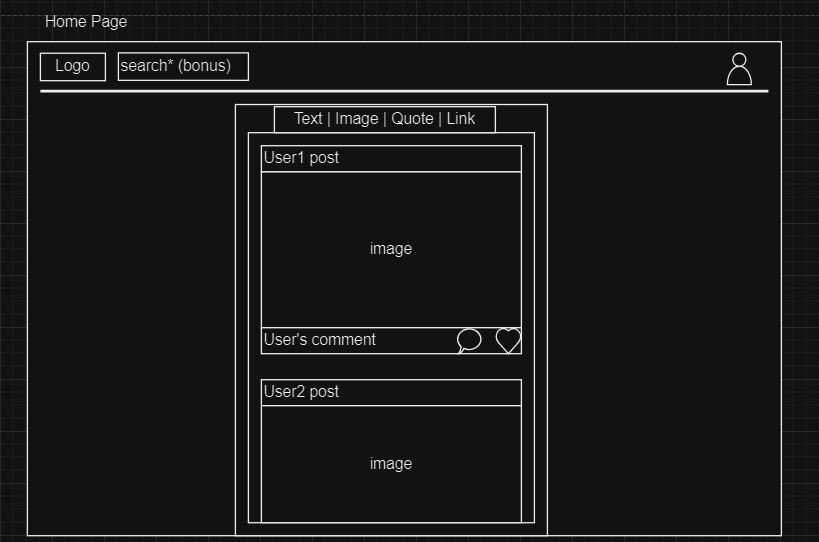 Home Page
Logo
search* (bonus)
Text | Image | Quote | Link
User1 post
image
User's comment
User2 post
image